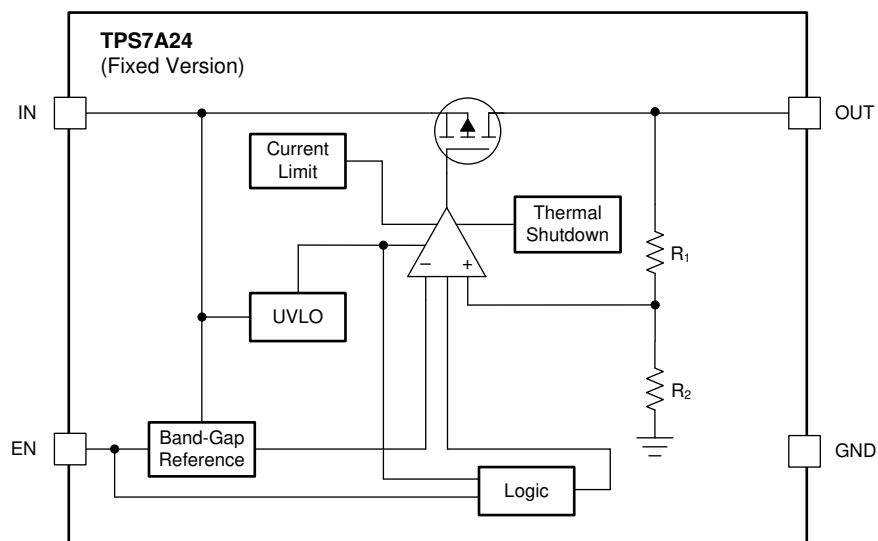 TPS7A24
(Fixed Version)
IN
OUT
Current
Limit
Thermal
Shutdown
− +
R₁
UVLO
R₂
EN
Band-Gap
Reference
GND
Logic